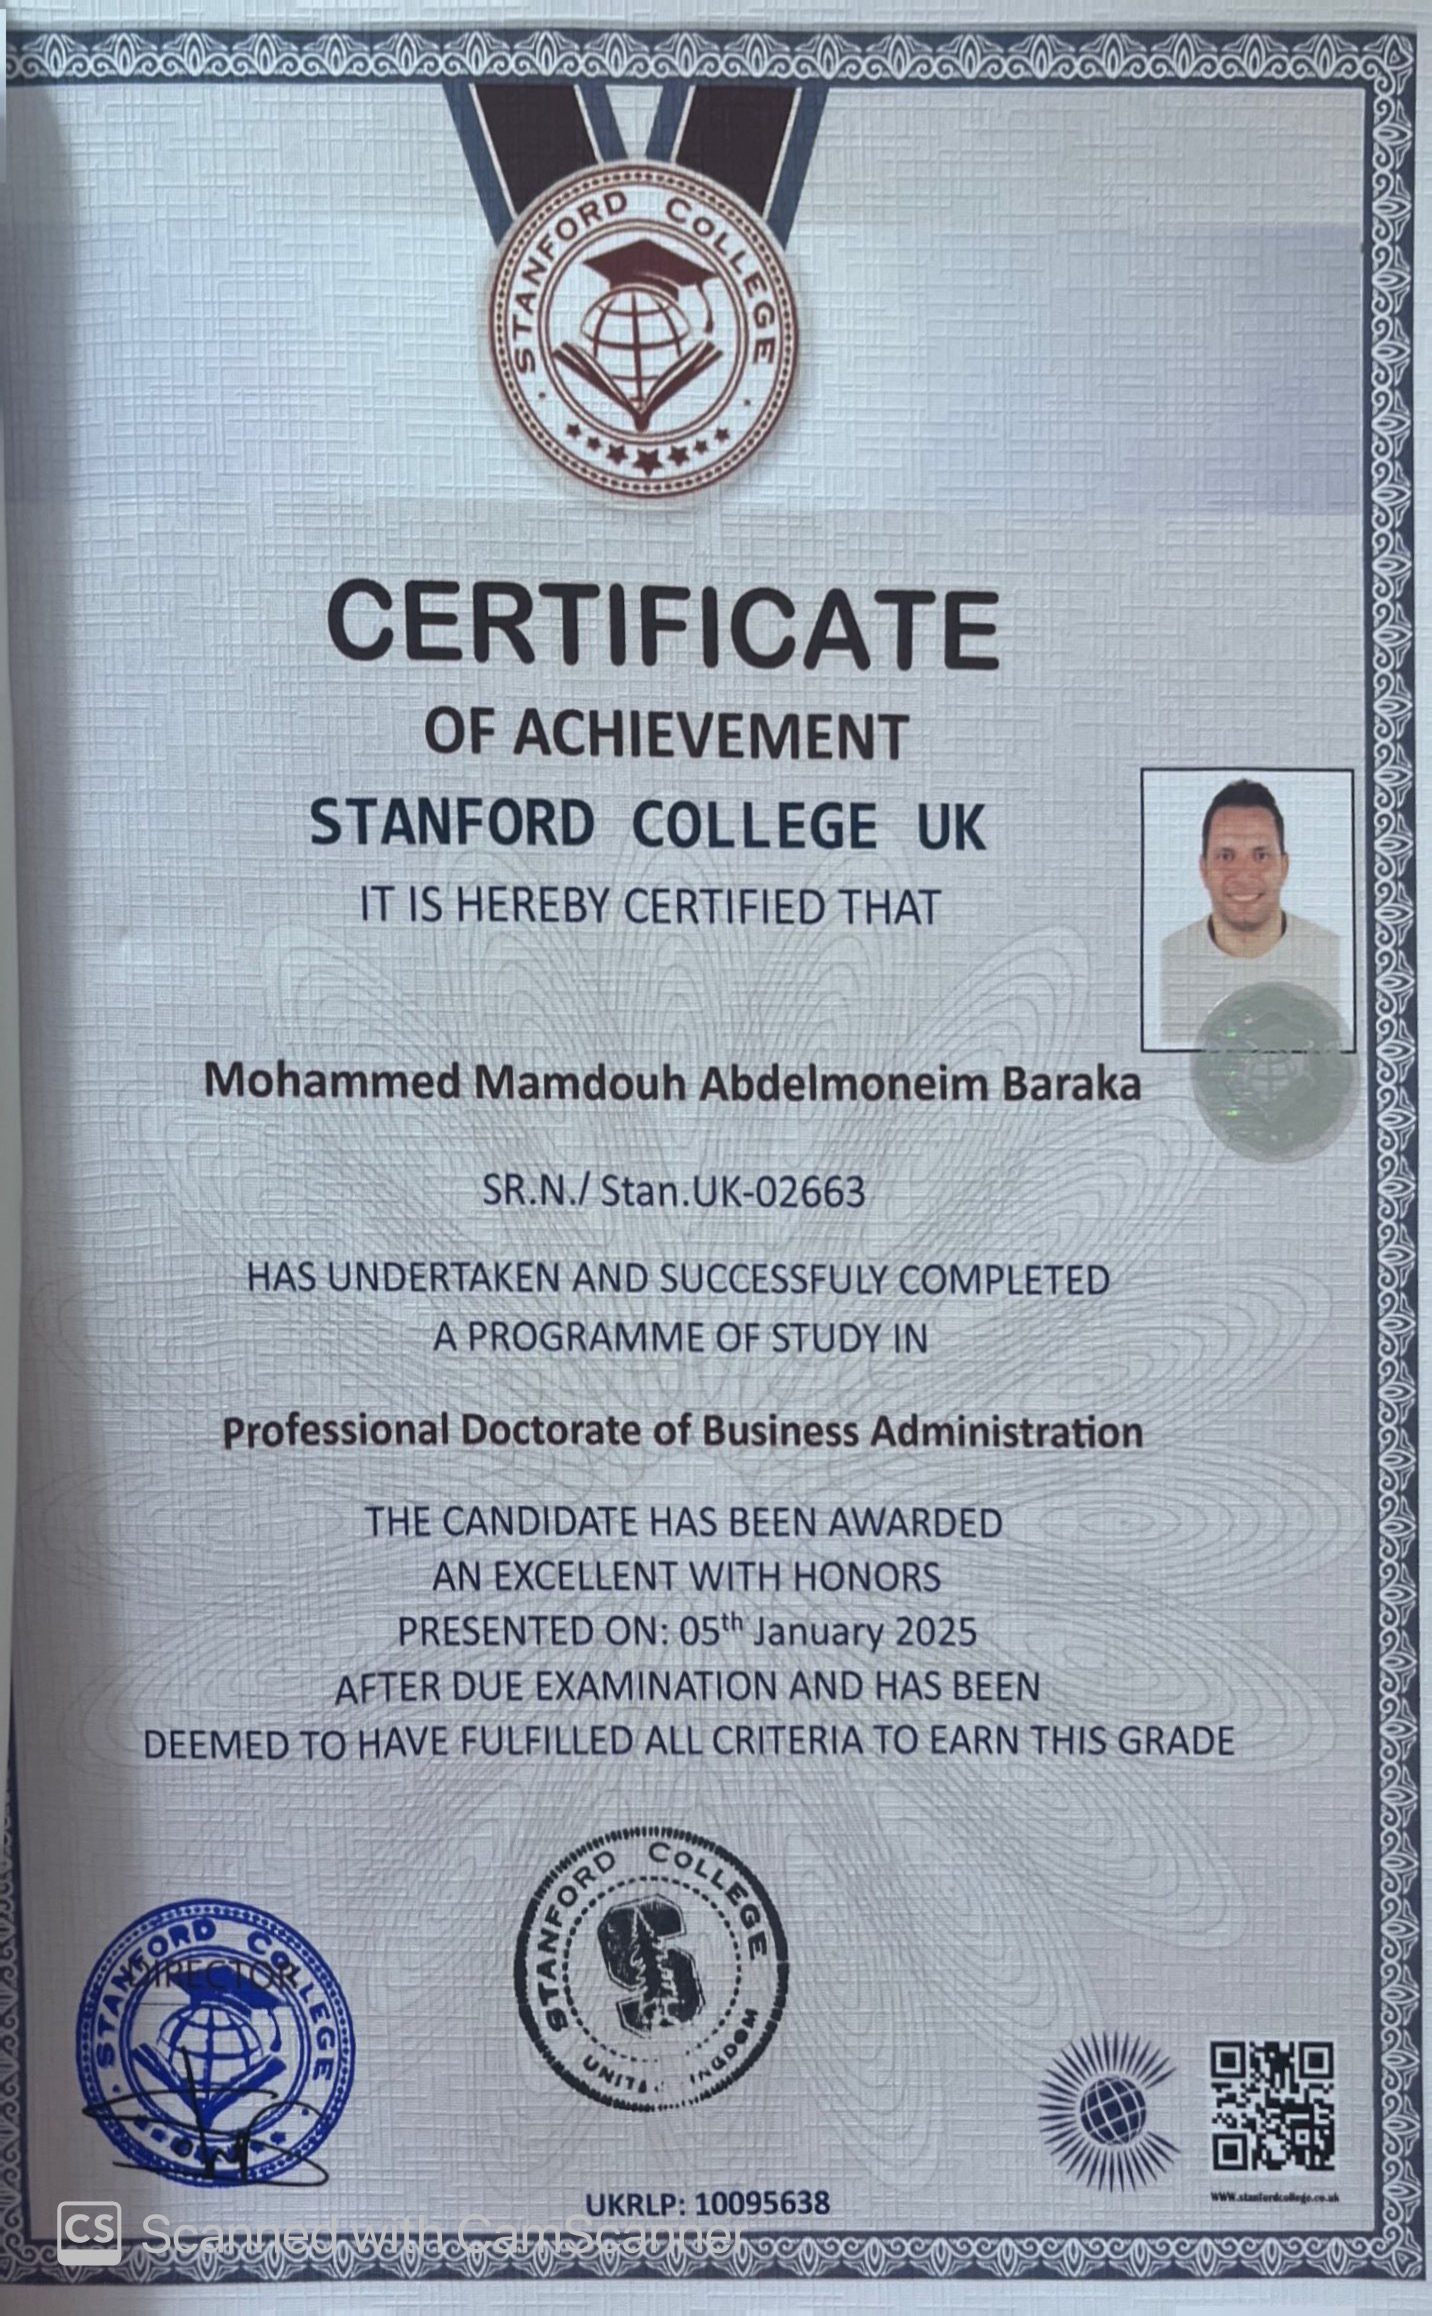 STANFORD COLLEGE
CERTIFICATE
OF ACHIEVEMENT
STANFORD COLLEGE UK
IT IS HEREBY CERTIFIED THAT
Mohammed Mamdouh Abdelmoneim Baraka
SR.N./ Stan.UK-02663
HAS UNDERTAKEN AND SUCCESSFULY COMPLETED
A PROGRAMME OF STUDY IN
Professional Doctorate of Business Administration
THE CANDIDATE HAS BEEN AWARDED
AN EXCELLENT WITH HONORS
PRESENTED ON: 05th January 2025
AFTER DUE EXAMINATION AND HAS BEEN
DEEMED TO HAVE FULFILLED ALL CRITERIA TO EARN THIS GRADE
STANFORD COLLEGE
DIRECTOR
STANFORD COLLEGE
S
www.stanfordcollege.co.uk
UKRLP: 10095638
CS Scanned with CamScanner